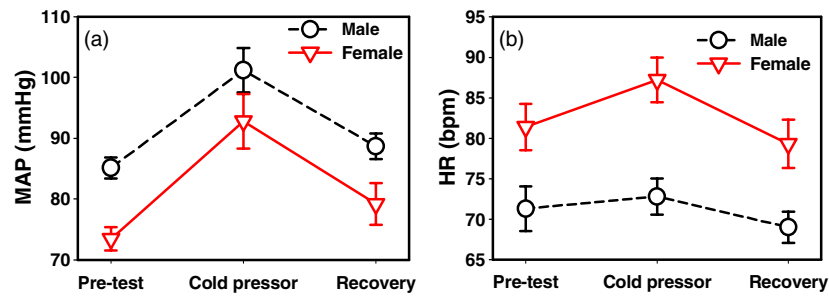 (a)
Male
Female
MAP (mmHg)
110
100
90
80
70
Pre-test Cold pressor Recovery
(b)
Male
Female
HR (bpm)
95
90
85
80
75
70
65
Pre-test Cold pressor Recovery